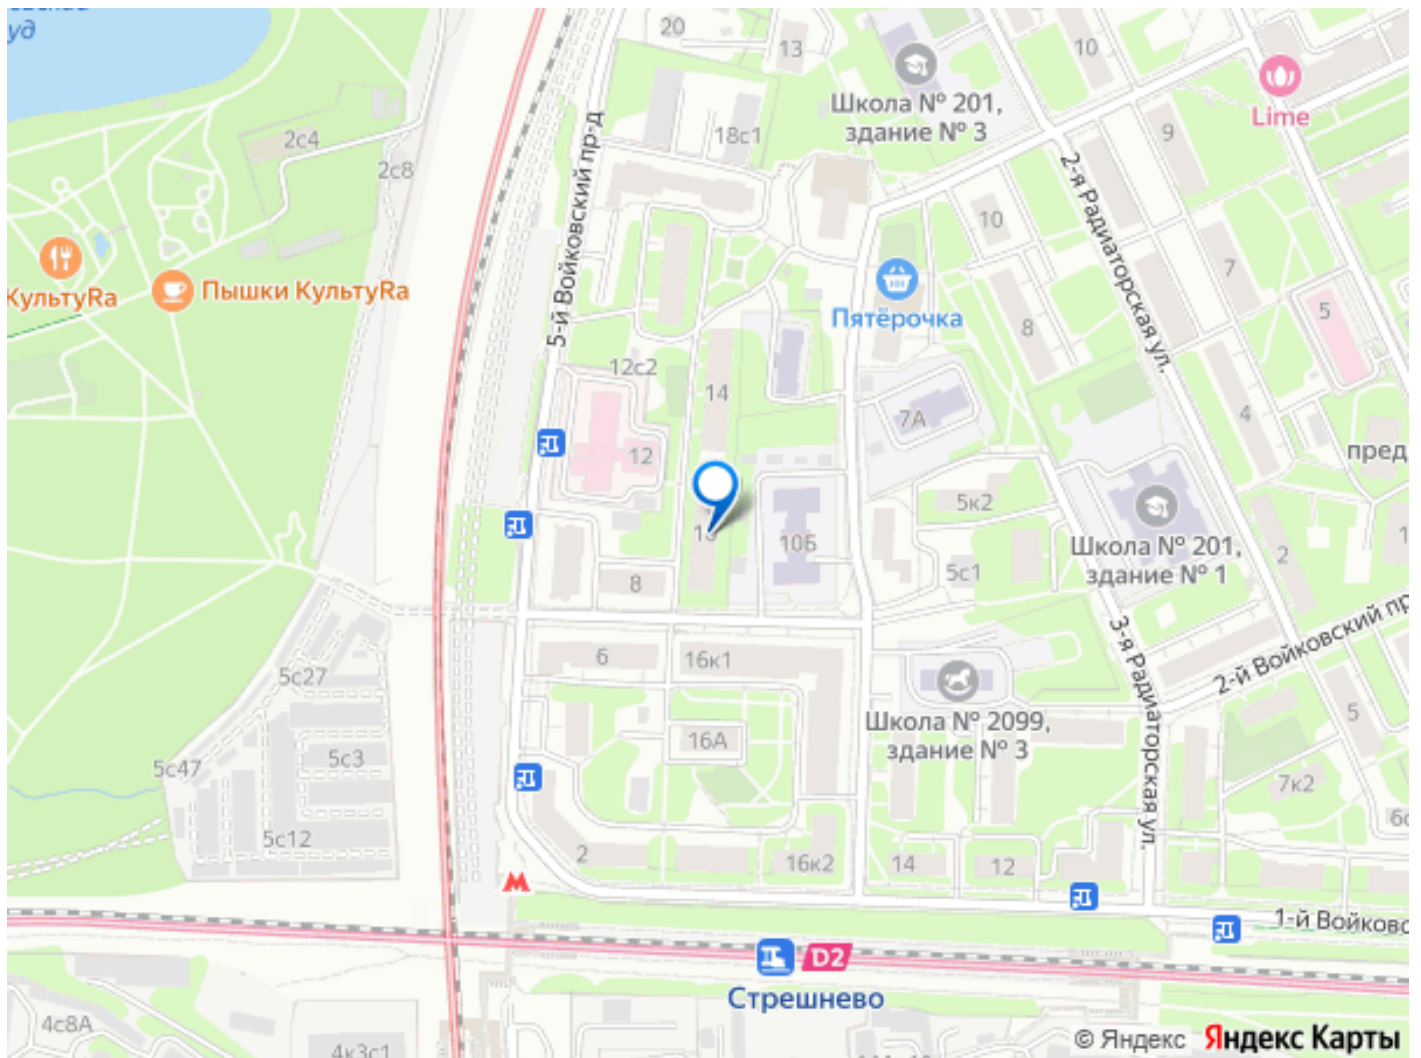 уд
20
13
10
Школа № 201,
здание № 3
Lime
2с4
18с1
9
2с8
5-й Войковский пр-д
2-я Радиаторская ул.
10
7
КультуRa
Пышки КультуRa
Пятёрочка
8
5
12с2
14
7А
4
12
пред
5к2
10Б
Школа № 201,
здание № 1
2
8
5с1
3-я Радиаторская ул.
2-й Войковский пр
6
16к1
5с27
Школа № 2099,
здание № 3
5
16А
5с3
5с47
7к2
5с12
2
16к2
14
12
1-й Войковс
D2
Стрешнево
4с8А
4к3с1
© Яндекс Яндекс Карты